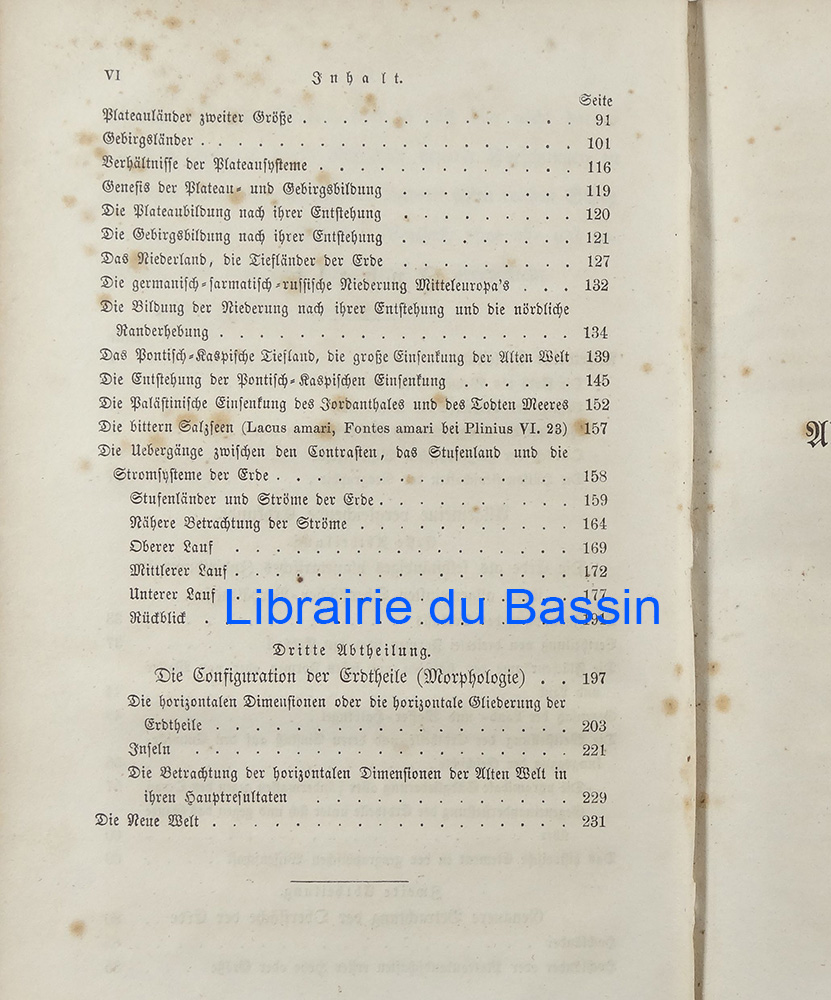 VI Inhalt.
Seite
Plateauländer zweiter Größe . . . . . . . . . . . . . 91
Gebirgsländer . . . . . . . . . . . . . . . . . 101
Verhältnisse der Plateausysteme . . . . . . . . . . . . 116
Genesis der Plateau- und Gebirgsbildung . . . . . . . . 119
Die Plateaubildung nach ihrer Entstehung . . . . . . . . 120
Die Gebirgsbildung nach ihrer Entstehung . . . . . . . . 121
Das Niederland, die Tiefländer der Erde . . . . . . . . 127
Die germanisch-sarmatisch-russische Niederung Mitteleuropa's . . . 132
Die Bildung der Niederung nach ihrer Entstehung und die nördliche
Randerhebung . . . . . . . . . . . . . . . . . 134
Das Pontisch-Kaspische Tiefland, die große Einsenkung der Alten Welt 139
Die Entstehung der Pontisch-Kaspischen Einsenkung . . . . . . 145
Die Palästinische Einsenkung des Jordanthales und des Todten Meeres 152
Die bittern Salzseen (Lacus amari, Fontes amari bei Plinius VI. 23) 157
Die Uebergänge zwischen den Contrasten, das Stufenland und die
Stromsysteme der Erde . . . . . . . . . . . . . . 158
Stufenländer und Ströme der Erde . . . . . . . . . 159
Nähere Betrachtung der Ströme . . . . . . . . . . 164
Oberer Lauf . . . . . . . . . . . . . . . 169
Mittlerer Lauf . . . . . . . . . . . . . . . 172
Unterer Lauf . . . . . . . . . . . . . . . 177
Rückblick . . . . . . . . . . . . . . . . 191
Librairie du Bassin
Dritte Abtheilung.
Die Configuration der Erdtheile (Morphologie) . . 197
Die horizontalen Dimensionen oder die horizontale Gliederung der
Erdtheile . . . . . . . . . . . . . . . . . 203
Inseln . . . . . . . . . . . . . . . . . 221
Die Betrachtung der horizontalen Dimensionen der Alten Welt in
ihren Hauptresultaten . . . . . . . . . . . . . 229
Die Neue Welt . . . . . . . . . . . . . . . . . 231